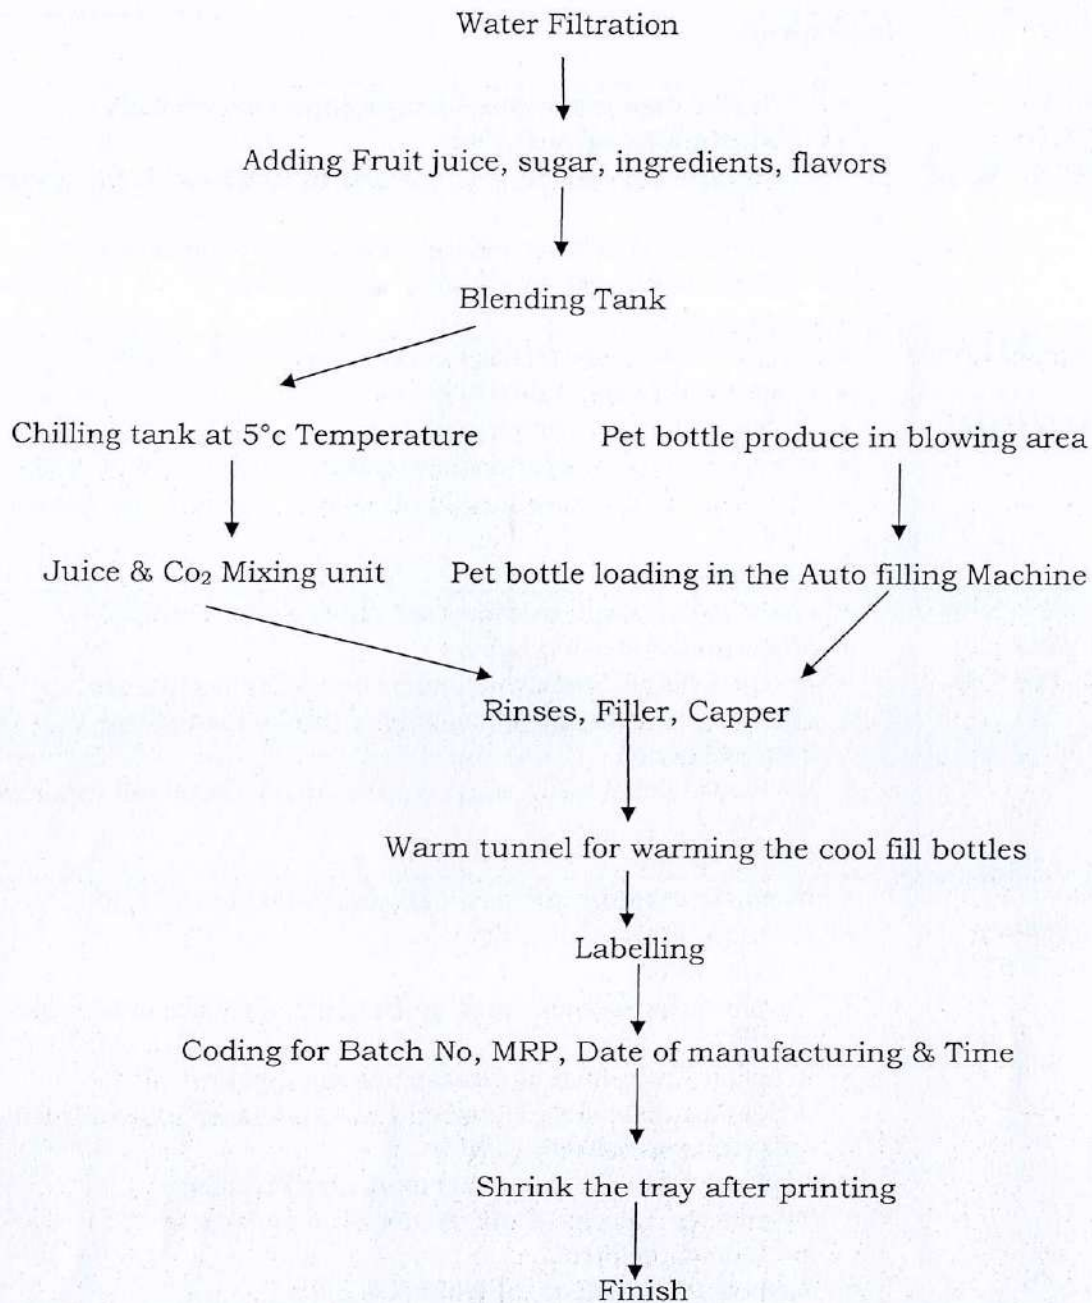 Water Filtration
Adding Fruit juice, sugar, ingredients, flavors
Blending Tank
Chilling tank at 5°c Temperature
Pet bottle produce in blowing area
Juice & Co₂ Mixing unit
Pet bottle loading in the Auto filling Machine
Rinses, Filler, Capper
Warm tunnel for warming the cool fill bottles
Labelling
Coding for Batch No, MRP, Date of manufacturing & Time
Shrink the tray after printing
Finish